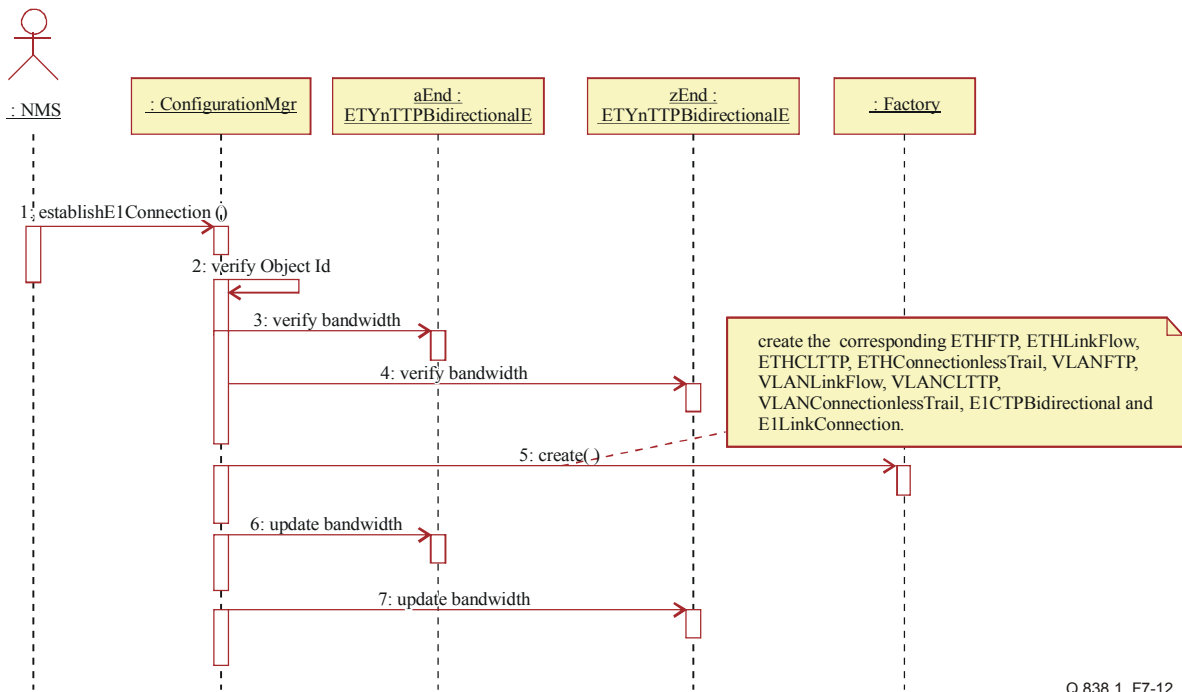 : NMS
: ConfigurationMgr
aEnd :
ETYnTTPBidirectionalE
zEnd :
ETYnTTPBidirectionalE
: Factory
1: establishE1Connection ()
2: verify Object Id
3: verify bandwidth
4: verify bandwidth
create the corresponding ETHFTP, ETHLinkFlow,
ETHCLTTP, ETHConnectionlessTrail, VLANFTP,
VLANLinkFlow, VLANCLTTP,
VLANConnectionlessTrail, E1CTPBidirectional and
E1LinkConnection.
5: create( )
6: update bandwidth
7: update bandwidth
Q.838.1_F7-12